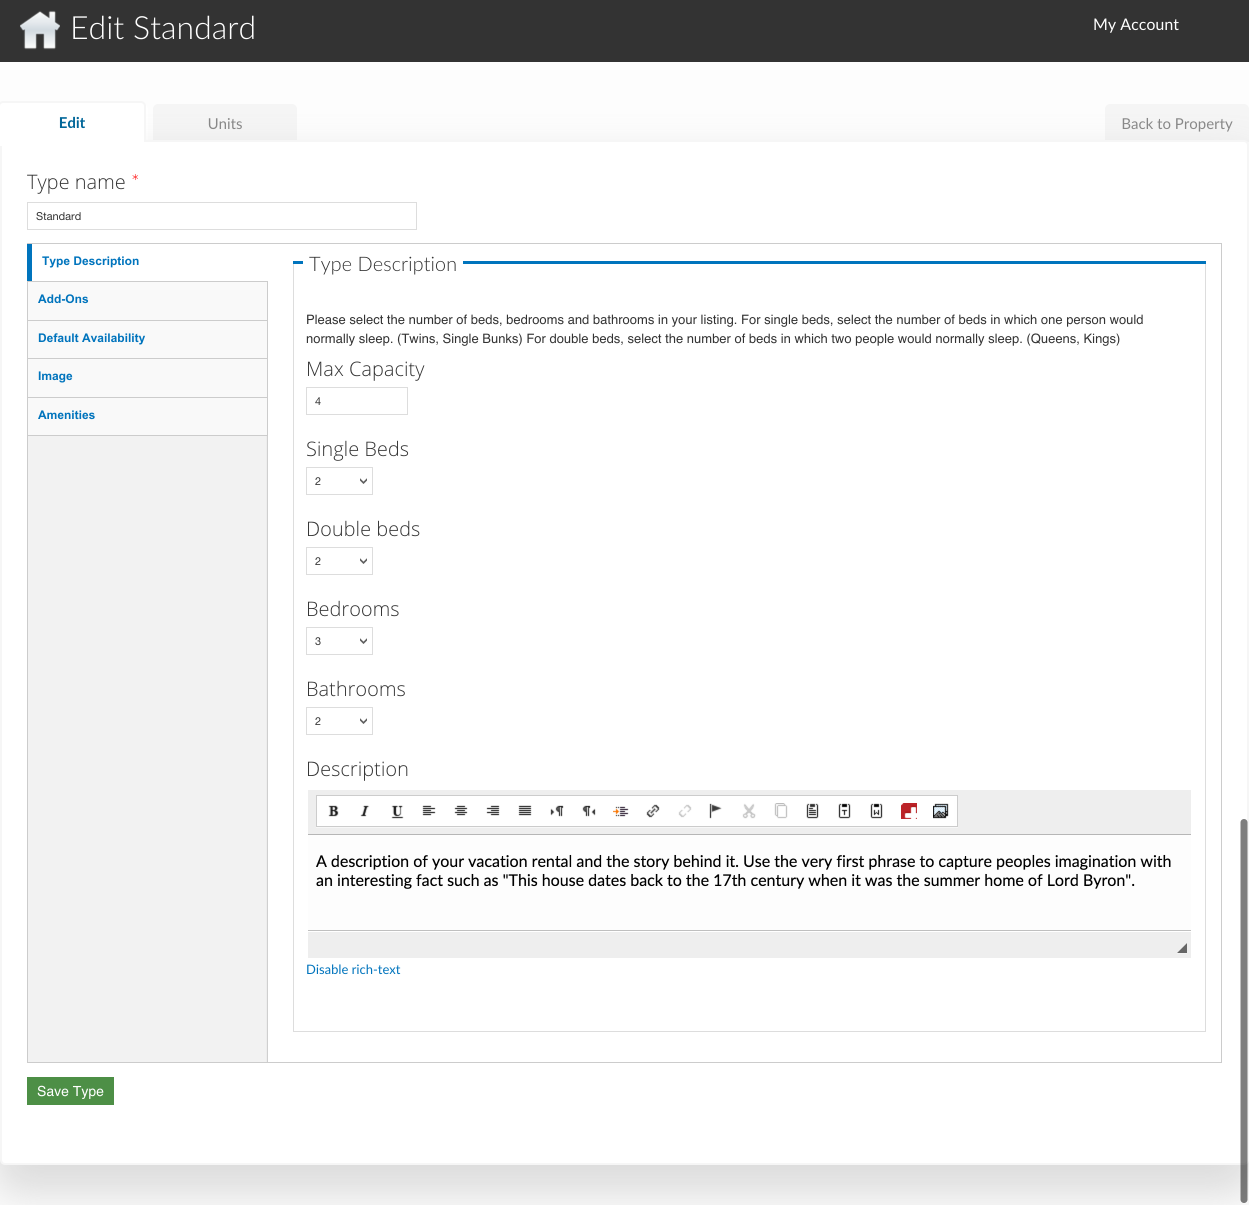 Edit Standard
My Account
Edit
Units
Back to Property
Type name *
Standard
Type Description
Add-Ons
Default Availability
Image
Amenities
Type Description
Please select the number of beds, bedrooms and bathrooms in your listing. For single beds, select the number of beds in which one person would
normally sleep. (Twins, Single Bunks) For double beds, select the number of beds in which two people would normally sleep. (Queens, Kings)
Max Capacity
4
Single Beds
2
Double beds
2
Bedrooms
3
Bathrooms
2
Description
B I U
A description of your vacation rental and the story behind it. Use the very first phrase to capture peoples imagination with
an interesting fact such as "This house dates back to the 17th century when it was the summer home of Lord Byron".
Disable rich-text
Save Type